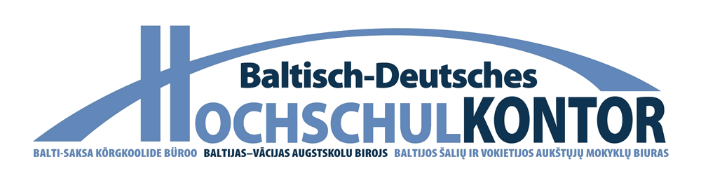 Baltisch-Deutsches
HOCHSCHULKONTOR
BALTI-SAKSA KÕRGKOOLIDE BÜROO BALTIJAS–VĀCIJAS AUGSTSKOLU BIROJS BALTIJOS ŠALIŲ IR VOKIETIJOS AUKŠTŲJŲ MOKYKLŲ BIURAS